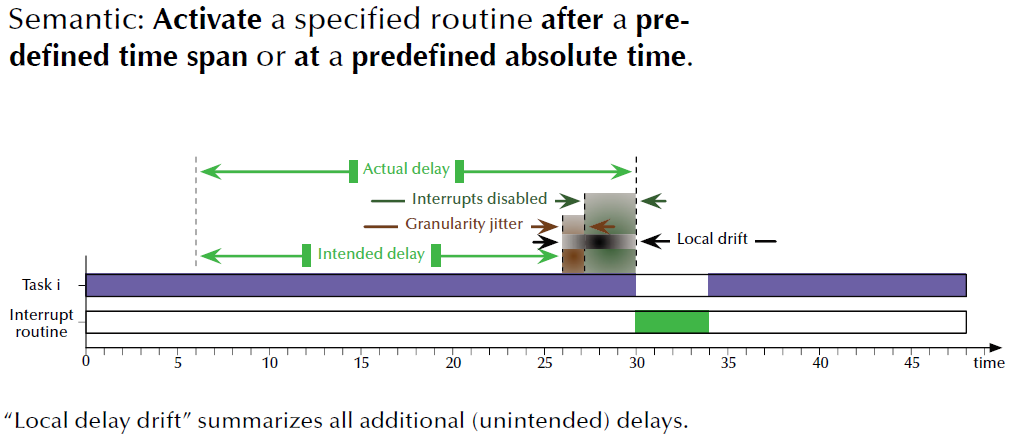 Semantic: Activate a specified routine after a pre-
defined time span or at a predefined absolute time.
Actual delay
Interrupts disabled
Granularity jitter
Local drift
Intended delay
Task i
Interrupt
routine
0 5 10 15 20 25 30 35 40 45 time
“Local delay drift” summarizes all additional (unintended) delays.